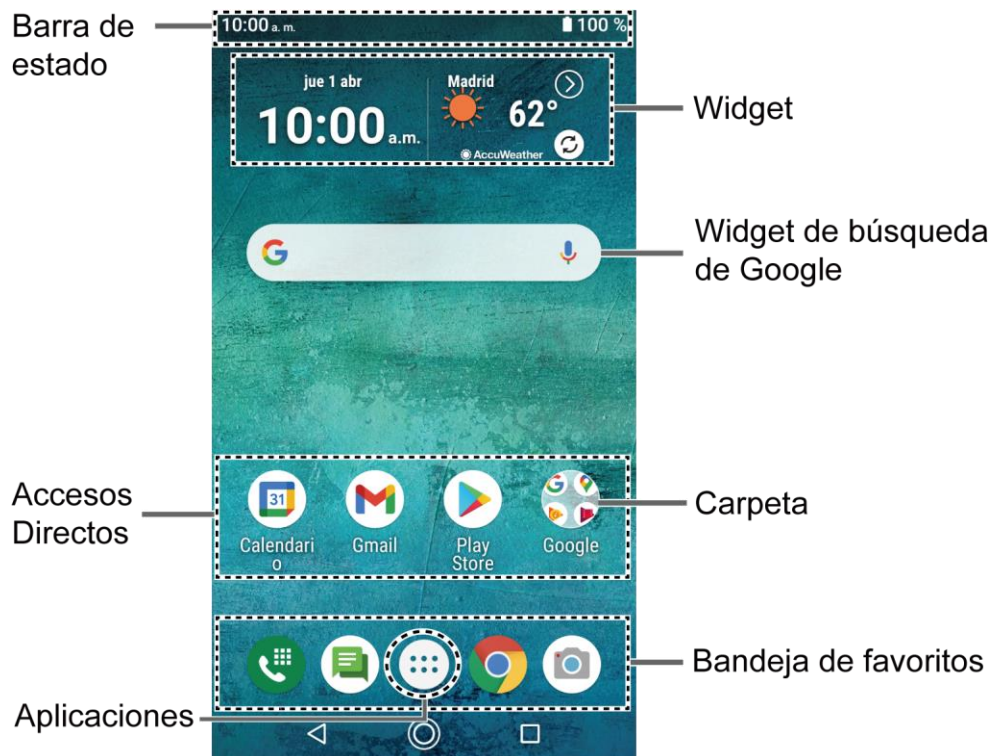 Barra de
estado
10:00 a. m.
100 %
jue 1 abr
10:00 a.m.
Madrid
62°
AccuWeather
Widget
G
Widget de búsqueda
de Google
Accesos
Directos
31
Calendari
o
Gmail
Play
Store
Google
Carpeta
Bandeja de favoritos
Aplicaciones